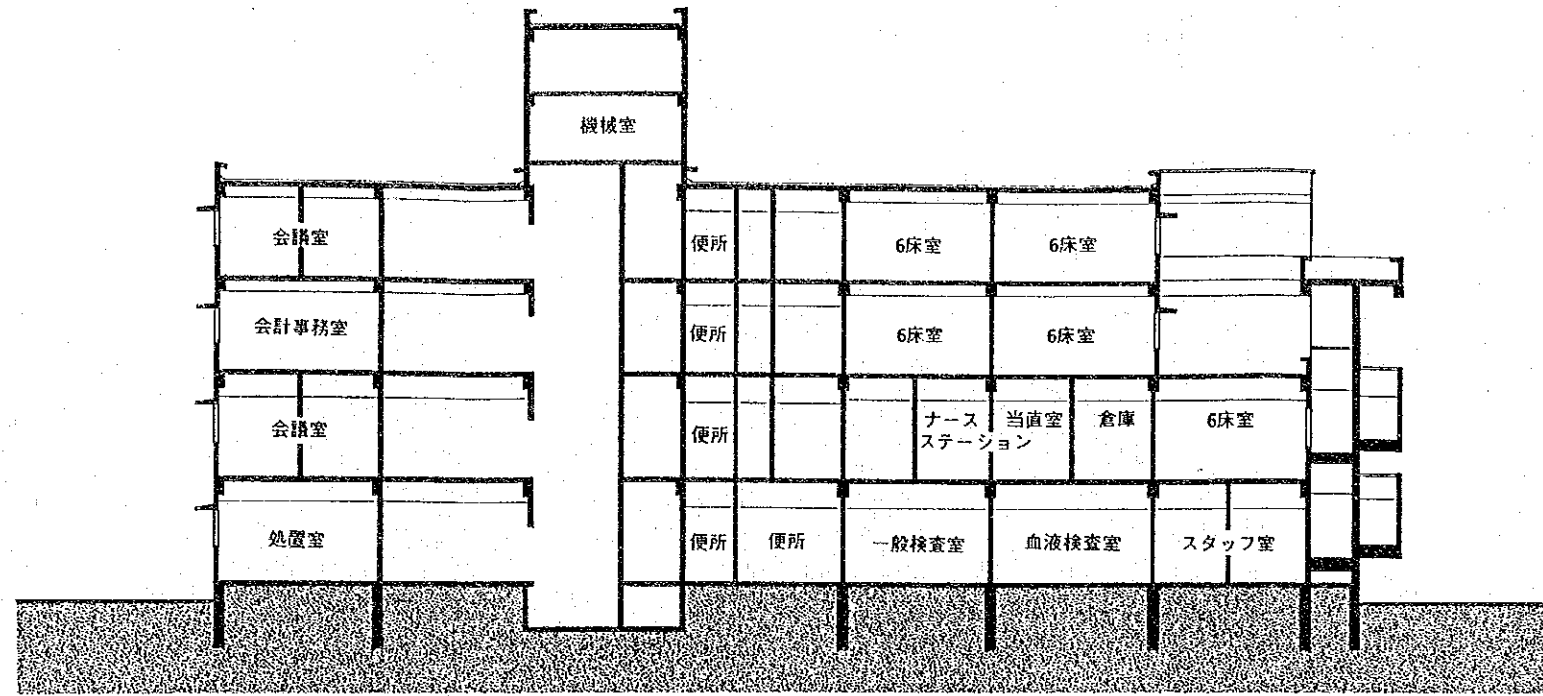 機械室
会議室
便所
6床室
6床室
会計事務室
便所
6床室
6床室
会議室
便所
ナース
ステーション
当直室
倉庫
6床室
処置室
便所
便所
一般検査室
血液検査室
スタッフ室